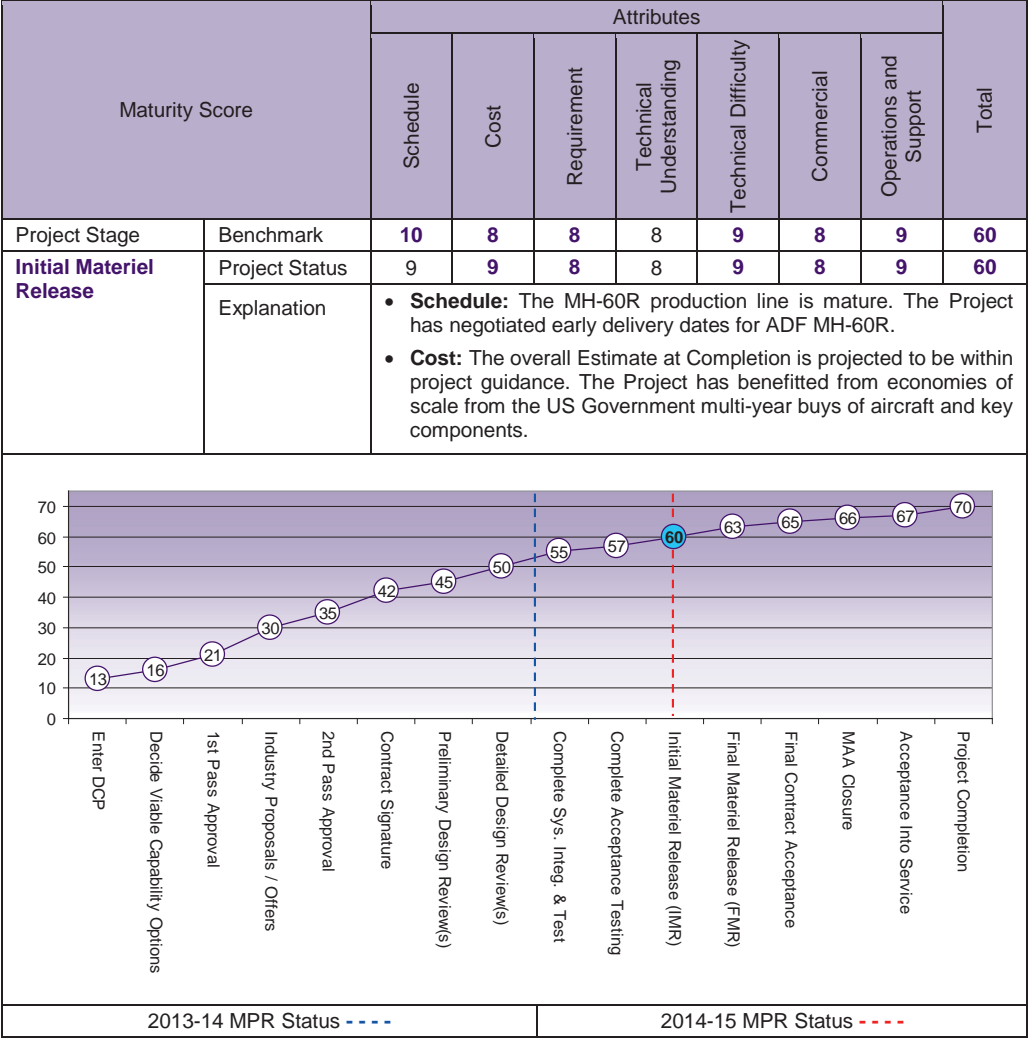 Maturity Score
Attributes
Total
Schedule
Cost
Requirement
Technical
Understanding
Technical Difficulty
Commercial
Operations and
Support
Project Stage
Benchmark
10
8
8
8
9
8
9
60
Initial Materiel
Release
Project Status
9
9
8
8
9
8
9
60
Explanation
• Schedule: The MH-60R production line is mature. The Project
has negotiated early delivery dates for ADF MH-60R.
• Cost: The overall Estimate at Completion is projected to be within
project guidance. The Project has benefitted from economies of
scale from the US Government multi-year buys of aircraft and key
components.
70
60
50
40
30
20
10
0
13
16
21
30
35
42
45
50
55
57
60
63
65
66
67
70
Enter DCP
Decide Viable Capability Options
1st Pass Approval
Industry Proposals / Offers
2nd Pass Approval
Contract Signature
Preliminary Design Review(s)
Detailed Design Review(s)
Complete Sys. Integ. & Test
Complete Acceptance Testing
Initial Materiel Release (IMR)
Final Materiel Release (FMR)
Final Contract Acceptance
MAA Closure
Acceptance Into Service
Project Completion
2013-14 MPR Status - - - -
2014-15 MPR Status - - - -